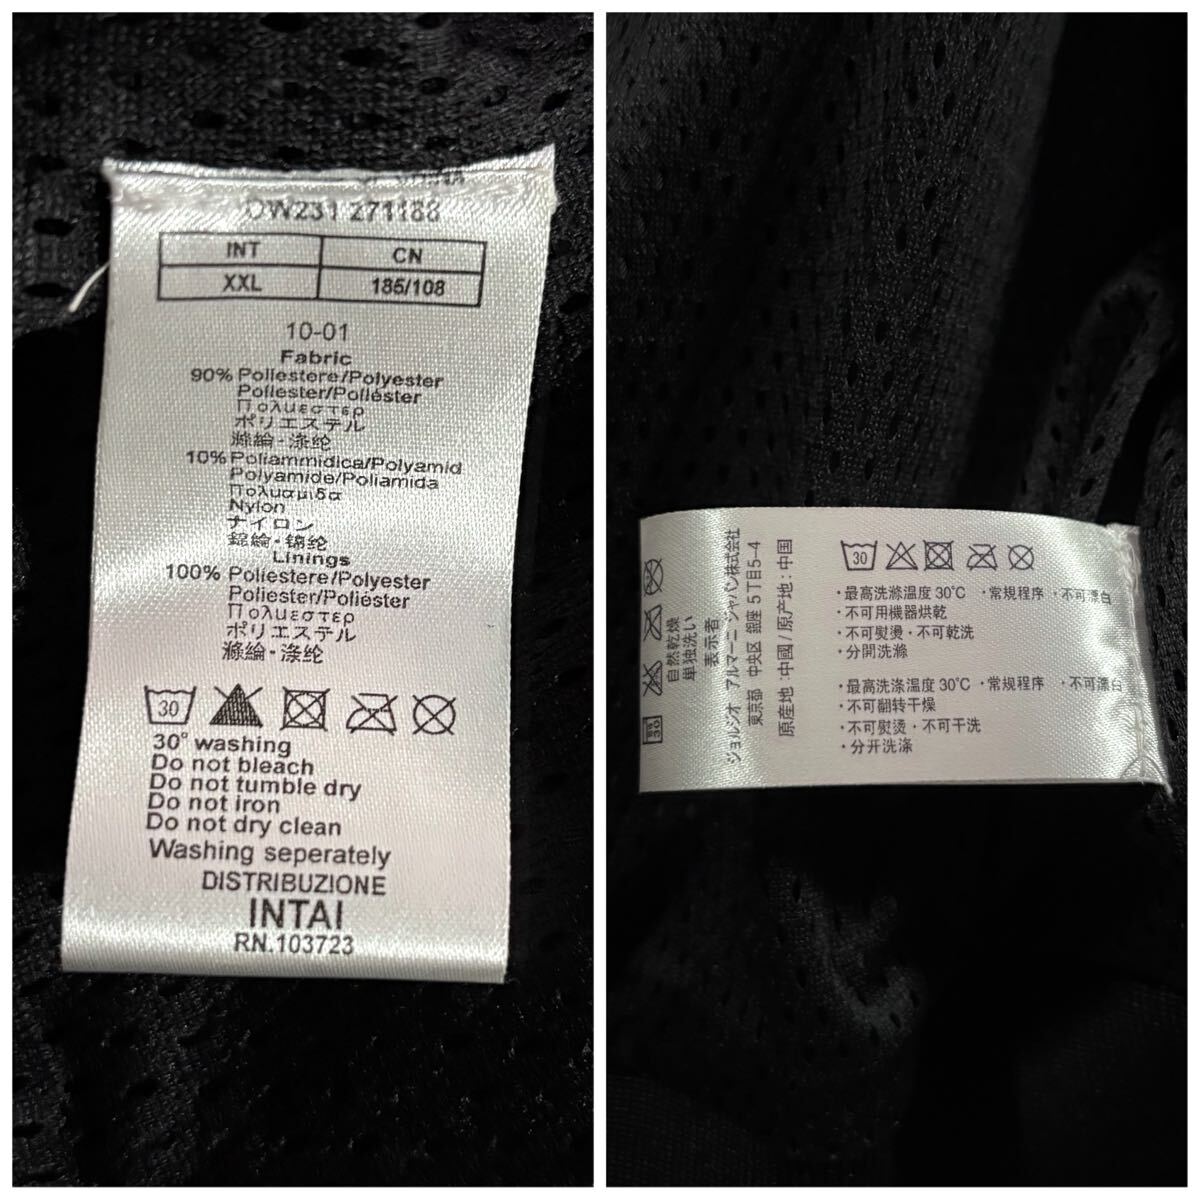 OW231 271188
INT CN
XXL 185/108
10-01
Fabric
90% Poliestere/Polyester
Poliester/Poliéster
Πολμεστερ
ポリエステル
滌綸·涤纶
10% Poliammidica/Polyamid
Polyamide/Poliamida
Πολμαμιδα
Nylon
ナイロン
錦綸·锦纶
Linings
100% Poliestere/Polyester
Poliester/Poliéster
Πολμεστερ
ポリエステル
滌綸·涤纶
30
30° washing
Do not bleach
Do not tumble dry
Do not iron
Do not dry clean
Washing seperately
DISTRIBUZIONE
INTAI
RN.103723
30
自然乾燥
単独洗い
表示者:
ジョルジオ アルマーニ ジャパン株式会社
東京都 中央区 銀座 5丁目5-4
原産地:中國/原产地:中国
30
·最高洗滌溫度30℃ ·常規程序 ·不可漂白
·不可用機器烘乾
·不可熨燙·不可乾洗
·分開洗滌
·最高洗涤温度30℃ ·常规程序 ·不可漂白
·不可翻转干燥
·不可熨烫·不可干洗
·分开洗涤